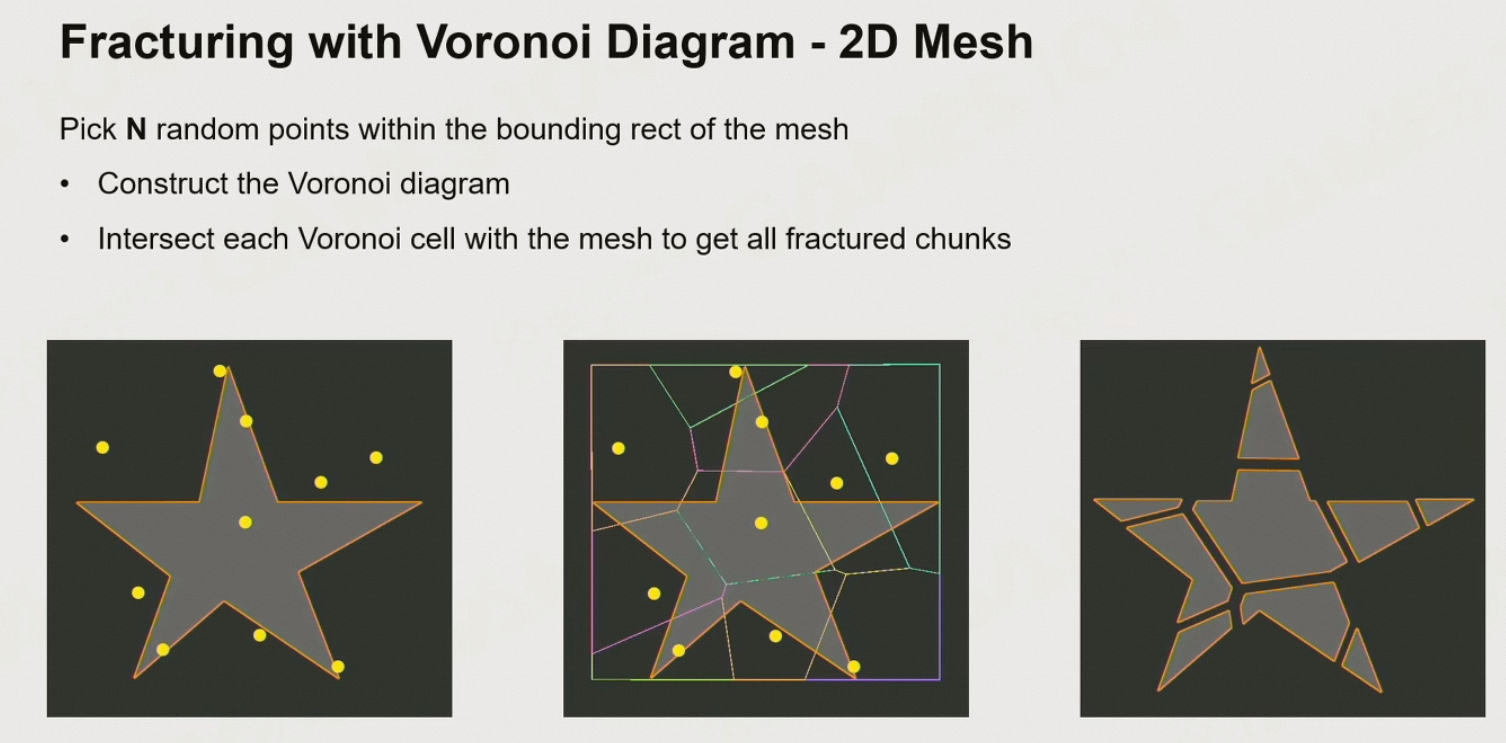 Fracturing with Voronoi Diagram - 2D Mesh
Pick N random points within the bounding rect of the mesh
• Construct the Voronoi diagram
• Intersect each Voronoi cell with the mesh to get all fractured chunks